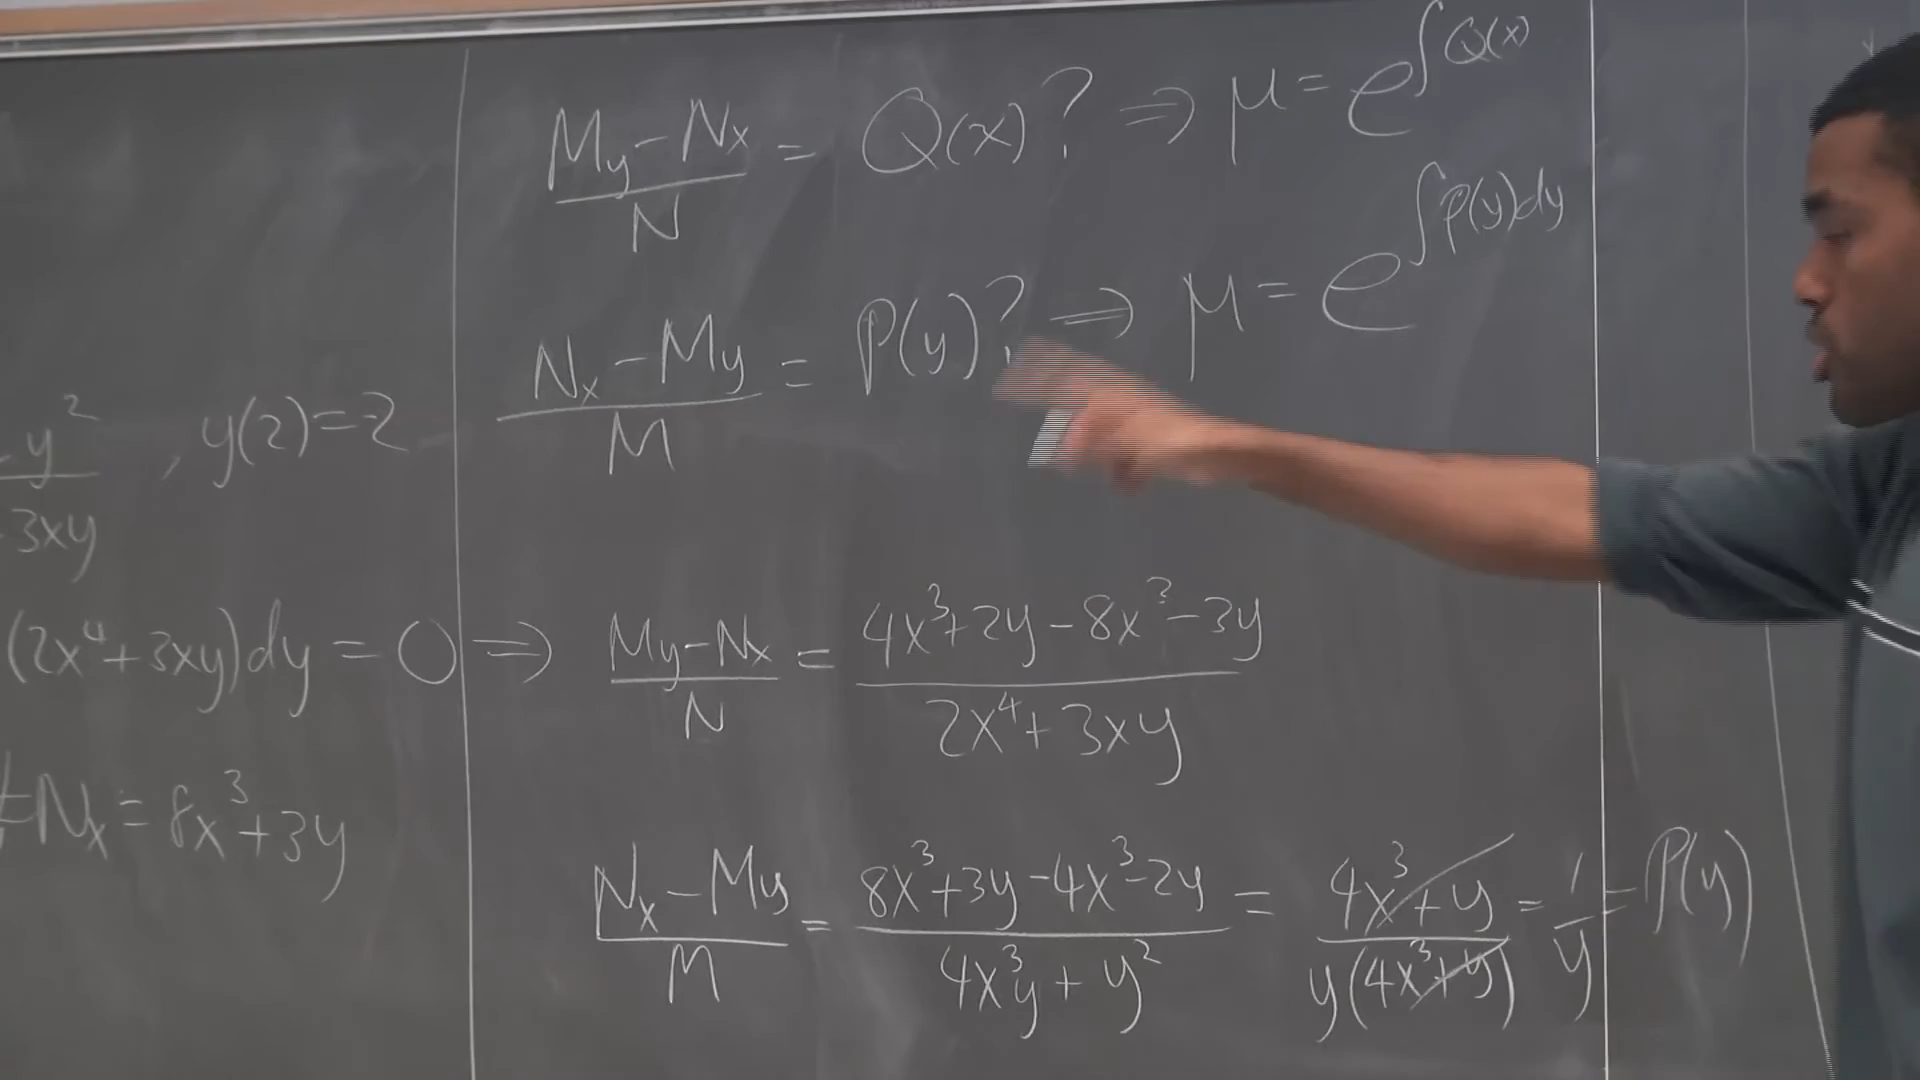 My - Nx / N = Q(x)? ⇒ μ = e^∫Q(x)
Nx - My / M = P(y)? ⇒ μ = e^∫P(y)dy
y² / 3xy , y(2)=-2
(2x⁴+3xy)dy = 0 ⇒ My - Nx / N = 4x³+2y-8x³-3y / 2x⁴+3xy
≠Nx = 8x³+3y
Nx - My / M = 8x³+3y-4x³-2y / 4x³y+y² = 4x³+y / y(4x³+y) = 1/y = P(y)